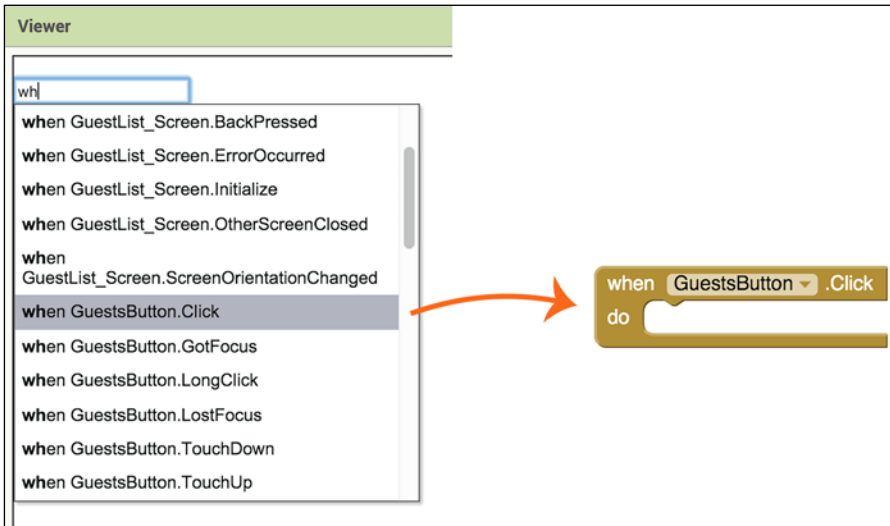 Viewer
wh
when GuestList_Screen.BackPressed
when GuestList_Screen.ErrorOccurred
when GuestList_Screen.Initialize
when GuestList_Screen.OtherScreenClosed
when
GuestList_Screen.ScreenOrientationChanged
when GuestsButton.Click
when GuestsButton.GotFocus
when GuestsButton.LongClick
when GuestsButton.LostFocus
when GuestsButton.TouchDown
when GuestsButton.TouchUp
when GuestsButton .Click
do